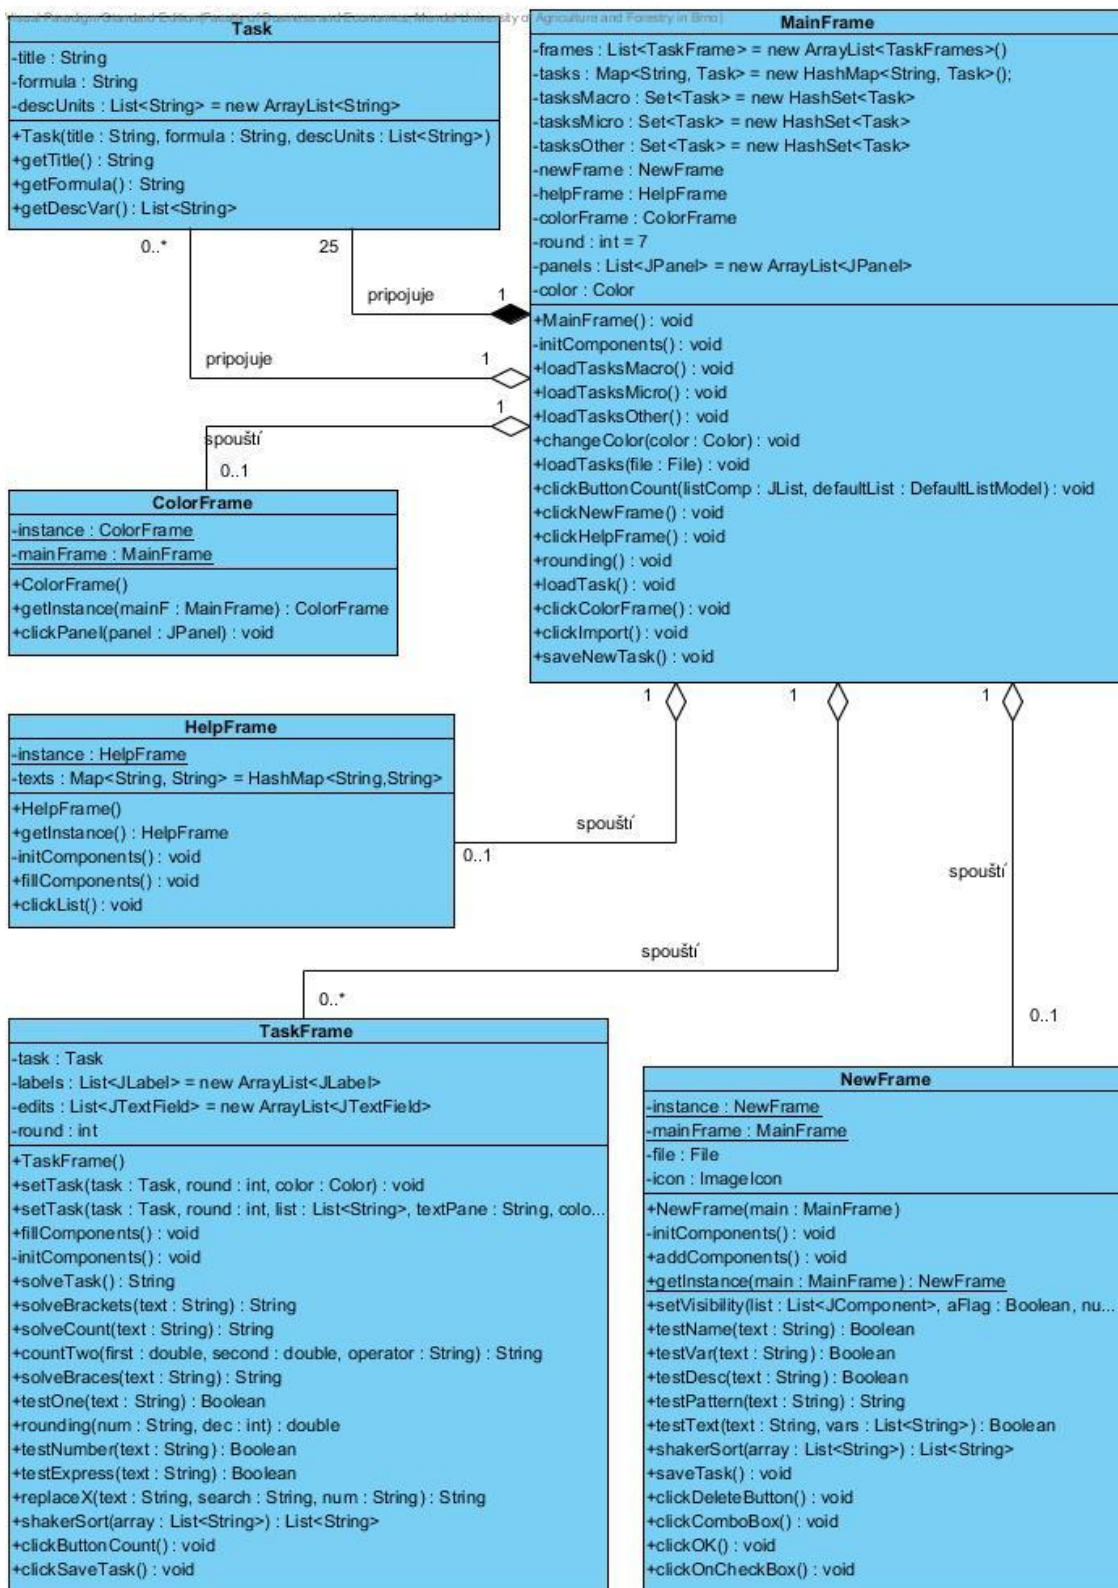 Visual Paradigm Standard Edition(Faculty of Business and Economics, Mendel University of Agriculture and Forestry in Brno)
Task
-title : String
-formula : String
-descUnits : List<String> = new ArrayList<String>
+Task(title : String, formula : String, descUnits : List<String>)
+getTitle() : String
+getFormula() : String
+getDescVar() : List<String>
MainFrame
-frames : List<TaskFrame> = new ArrayList<TaskFrames>()
-tasks : Map<String, Task> = new HashMap<String, Task>();
-tasksMacro : Set<Task> = new HashSet<Task>
-tasksMicro : Set<Task> = new HashSet<Task>
-tasksOther : Set<Task> = new HashSet<Task>
-newFrame : NewFrame
-helpFrame : HelpFrame
-colorFrame : ColorFrame
-round : int = 7
-panels : List<JPanel> = new ArrayList<JPanel>
-color : Color
+MainFrame() : void
-initComponents() : void
+loadTasksMacro() : void
+loadTasksMicro() : void
+loadTasksOther() : void
+changeColor(color : Color) : void
+loadTasks(file : File) : void
+clickButtonCount(listComp : JList, defaultList : DefaultListModel) : void
+clickNewFrame() : void
+clickHelpFrame() : void
+rounding() : void
+loadTask() : void
+clickColorFrame() : void
+clickImport() : void
+saveNewTask() : void
0..*
25
pripojuje
1
pripojuje
1
1
spouští
0..1
ColorFrame
-instance : ColorFrame
-mainFrame : MainFrame
+ColorFrame()
+getInstance(mainF : MainFrame) : ColorFrame
+clickPanel(panel : JPanel) : void
1
1
1
HelpFrame
-instance : HelpFrame
-texts : Map<String, String> = HashMap<String,String>
+HelpFrame()
+getInstance() : HelpFrame
-initComponents() : void
+fillComponents() : void
+clickList() : void
spouští
0..1
spouští
spouští
0..*
0..1
TaskFrame
-task : Task
-labels : List<JLabel> = new ArrayList<JLabel>
-edits : List<JTextField> = new ArrayList<JTextField>
-round : int
+TaskFrame()
+setTask(task : Task, round : int, color : Color) : void
+setTask(task : Task, round : int, list : List<String>, textPane : String, colo...
+fillComponents() : void
-initComponents() : void
+solveTask() : String
+solveBrackets(text : String) : String
+solveCount(text : String) : String
+countTwo(first : double, second : double, operator : String) : String
+solveBraces(text : String) : String
+testOne(text : String) : Boolean
+rounding(num : String, dec : int) : double
+testNumber(text : String) : Boolean
+testExpress(text : String) : Boolean
+replaceX(text : String, search : String, num : String) : String
+shakerSort(array : List<String>) : List<String>
+clickButtonCount() : void
+clickSaveTask() : void
NewFrame
-instance : NewFrame
-mainFrame : MainFrame
-file : File
-icon : ImageIcon
+NewFrame(main : MainFrame)
-initComponents() : void
+addComponents() : void
+getInstance(main : MainFrame) : NewFrame
+setVisibility(list : List<JComponent>, aFlag : Boolean, nu...
+testName(text : String) : Boolean
+testVar(text : String) : Boolean
+testDesc(text : String) : Boolean
+testPattern(text : String) : String
+testText(text : String, vars : List<String>) : Boolean
+shakerSort(array : List<String>) : List<String>
+saveTask() : void
+clickDeleteButton() : void
+clickComboBox() : void
+clickOK() : void
+clickOnCheckBox() : void